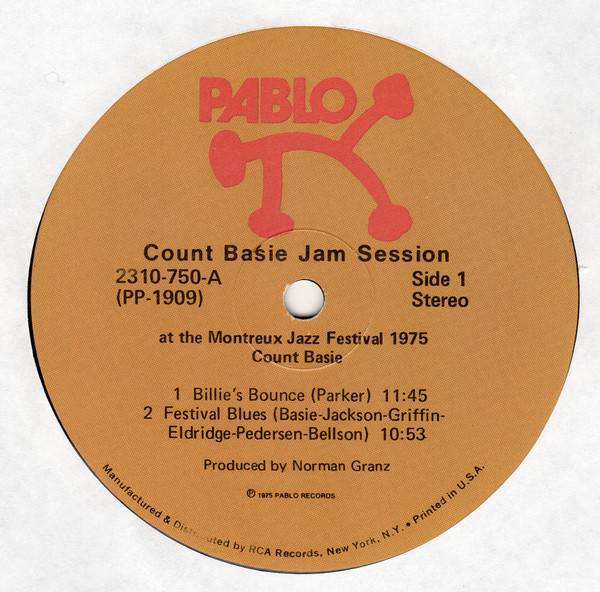 PABLO
Count Basie Jam Session
2310-750-A
(PP-1909)
Side 1
Stereo
at the Montreux Jazz Festival 1975
Count Basie
1 Billie's Bounce (Parker) 11:45
2 Festival Blues (Basie-Jackson-Griffin-
Eldridge-Pedersen-Bellson) 10:53
Produced by Norman Granz
℗ 1975 PABLO RECORDS
Manufactured & Distributed by RCA Records, New York, N.Y. • Printed in U.S.A.